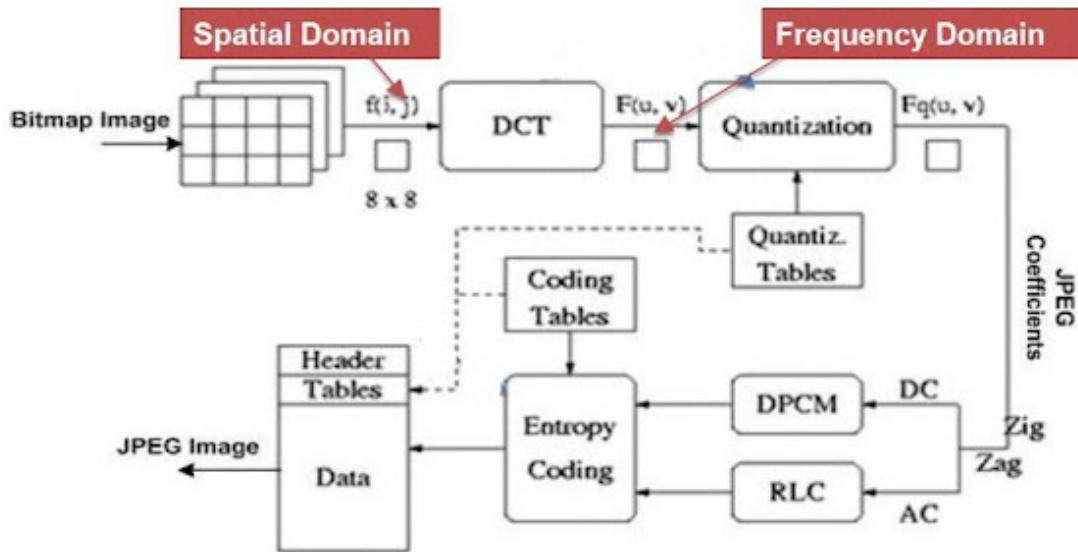 Spatial Domain
Frequency Domain
Bitmap Image
f(i, j)
8 x 8
DCT
F(u, v)
Quantization
Fq(u, v)
Quantiz.
Tables
Coding
Tables
JPEG
Coefficients
Header
Tables
Data
JPEG Image
Entropy
Coding
DPCM
DC
Zig
Zag
RLC
AC